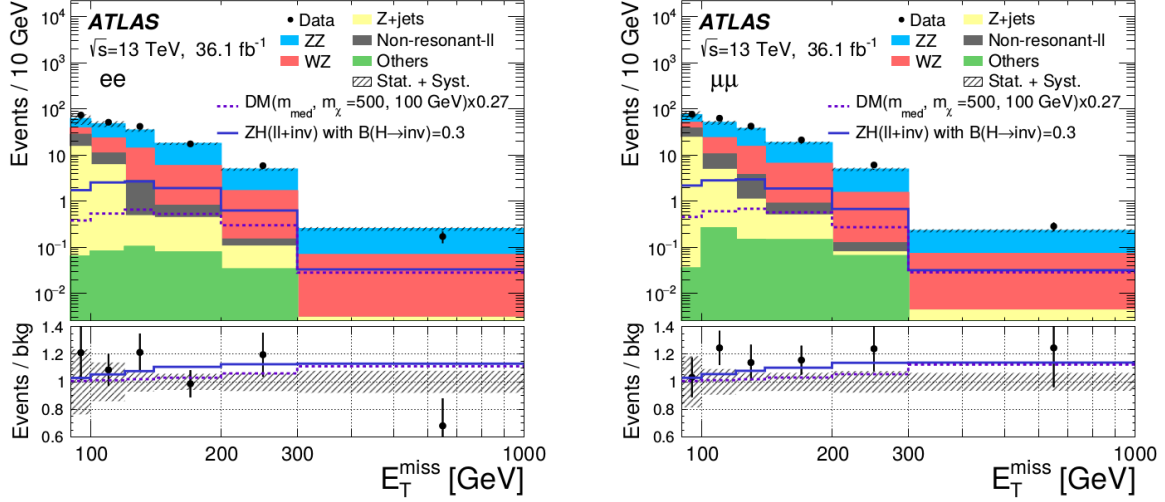 ATLAS
√s=13 TeV, 36.1 fb⁻¹
ee
Data
ZZ
WZ
Z+jets
Non-resonant-ll
Others
Stat. + Syst.
DM(m_med, m_χ =500, 100 GeV)x0.27
ZH(ll+inv) with B(H→inv)=0.3
Events / 10 GeV
10⁴
10³
10²
10
1
10⁻¹
10⁻²
Events / bkg
1.4
1.2
1
0.8
0.6
100 200 300 1000
E_T^miss [GeV]
ATLAS
√s=13 TeV, 36.1 fb⁻¹
μμ
Data
ZZ
WZ
Z+jets
Non-resonant-ll
Others
Stat. + Syst.
DM(m_med, m_χ =500, 100 GeV)x0.27
ZH(ll+inv) with B(H→inv)=0.3
Events / 10 GeV
10⁴
10³
10²
10
1
10⁻¹
10⁻²
Events / bkg
1.4
1.2
1
0.8
0.6
100 200 300 1000
E_T^miss [GeV]